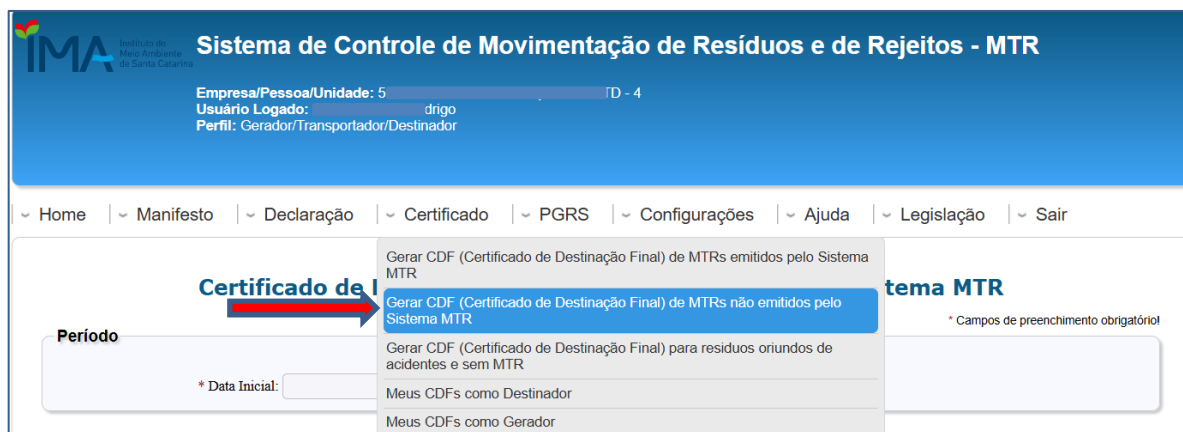 IMA Instituto do
Meio Ambiente
de Santa Catarina
Sistema de Controle de Movimentação de Resíduos e de Rejeitos - MTR
Empresa/Pessoa/Unidade: 5 TD - 4
Usuário Logado: drigo
Perfil: Gerador/Transportador/Destinador
Home Manifesto Declaração Certificado PGRS Configurações Ajuda Legislação Sair
Gerar CDF (Certificado de Destinação Final) de MTRs emitidos pelo Sistema
MTR
Certificado de tema MTR
Gerar CDF (Certificado de Destinação Final) de MTRs não emitidos pelo
Sistema MTR
* Campos de preenchimento obrigatório!
Período
Gerar CDF (Certificado de Destinação Final) para residuos oriundos de
acidentes e sem MTR
* Data Inicial:
Meus CDFs como Destinador
Meus CDFs como Gerador